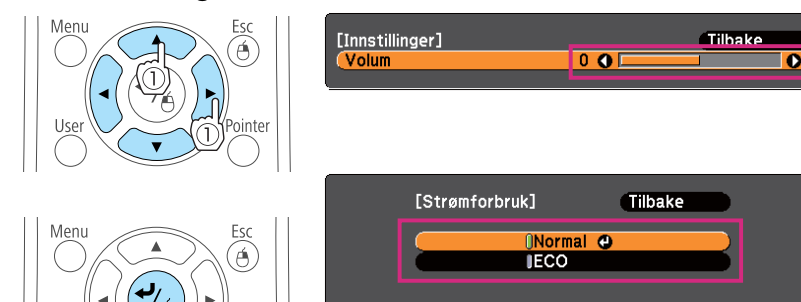 Menu
Esc
User
Pointer
[Innstillinger]
Tilbake
Volum
0
Menu
Esc
[Strømforbruk]
Tilbake
Normal
ECO